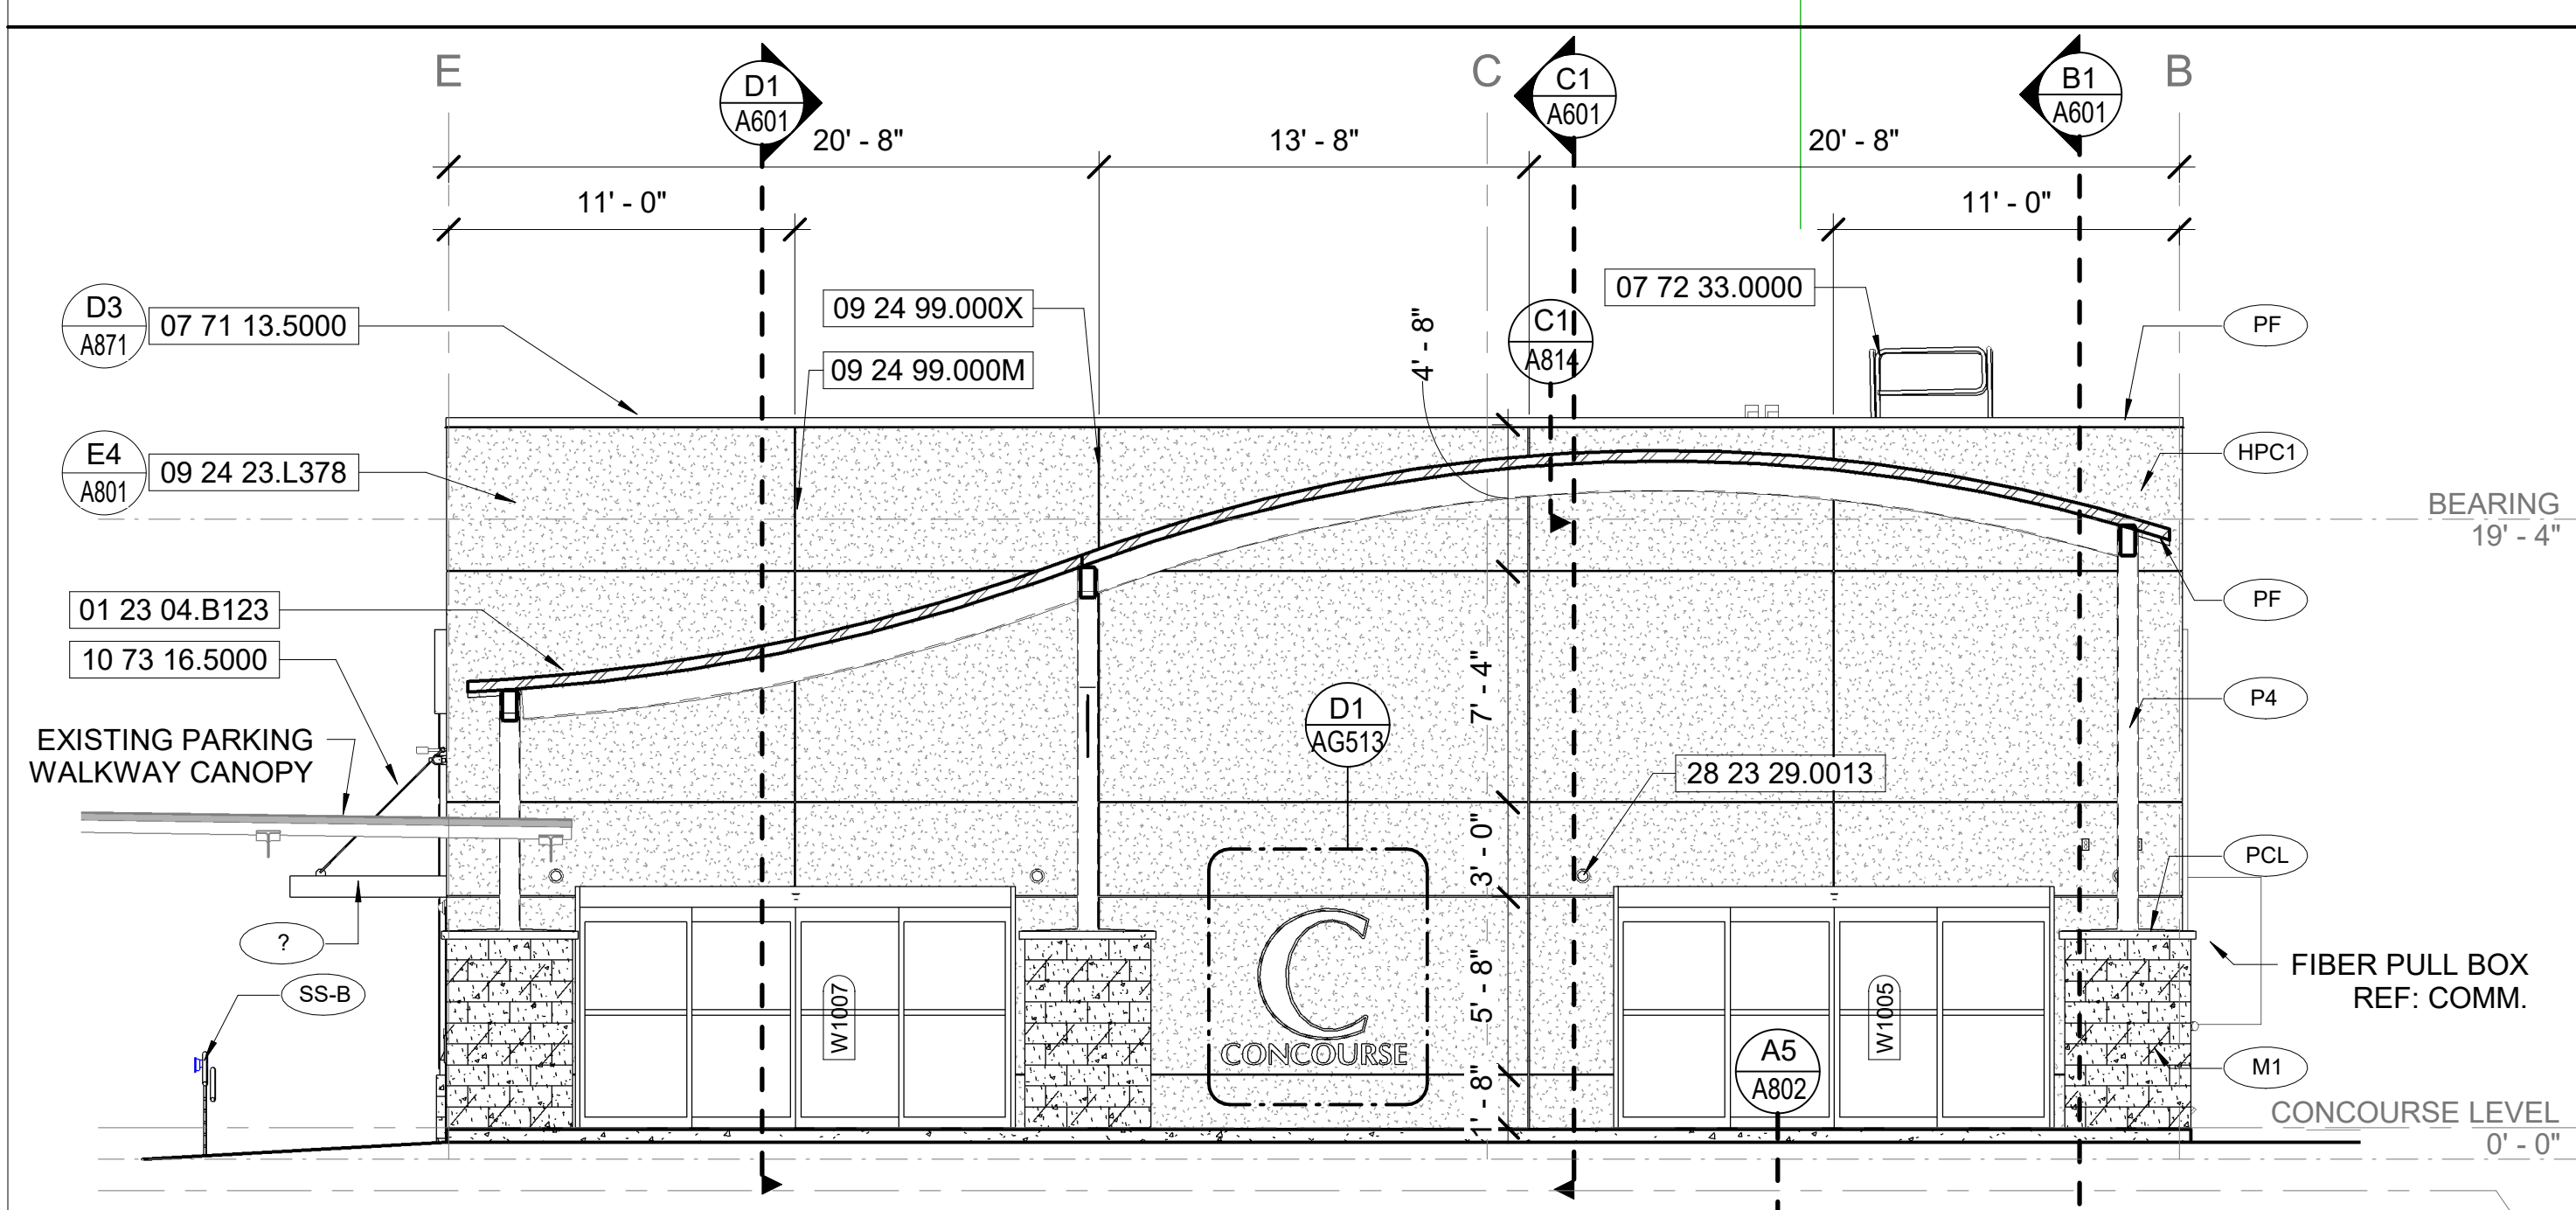 E
D1
A601
C
C1
A601
B1
A601
B
20' - 8"
13' - 8"
20' - 8"
11' - 0"
11' - 0"
D3
A871
07 71 13.5000
09 24 99.000X
07 72 33.0000
C1
A814
4' - 8"
PF
09 24 99.000M
E4
A801
09 24 23.L378
HPC1
BEARING
19' - 4"
01 23 04.B123
PF
10 73 16.5000
7' - 4"
P4
D1
AG513
EXISTING PARKING
WALKWAY CANOPY
28 23 29.0013
3' - 0"
PCL
?
C
CONCOURSE
SS-B
W1007
5' - 8"
W1005
FIBER PULL BOX
REF: COMM.
A5
A802
M1
1' - 8"
CONCOURSE LEVEL
0' - 0"